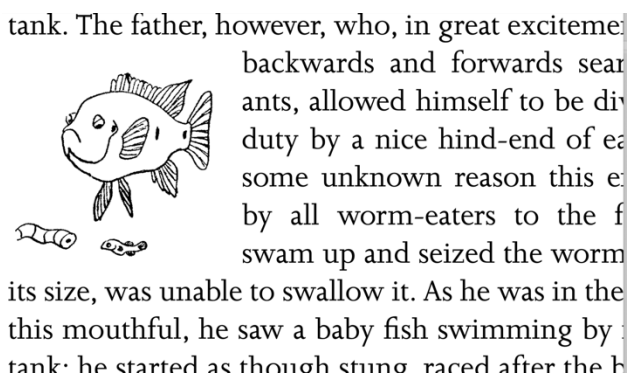 tank. The father, however, who, in great
backwards and forwards
ants, allowed himself to be
duty by a nice hind-end of
some unknown reason this
by all worm-eaters to the
swam up and seized the worm
its size, was unable to swallow it. As he was in the
this mouthful, he saw a baby fish swimming by
tank; he started as though stung, raced after the